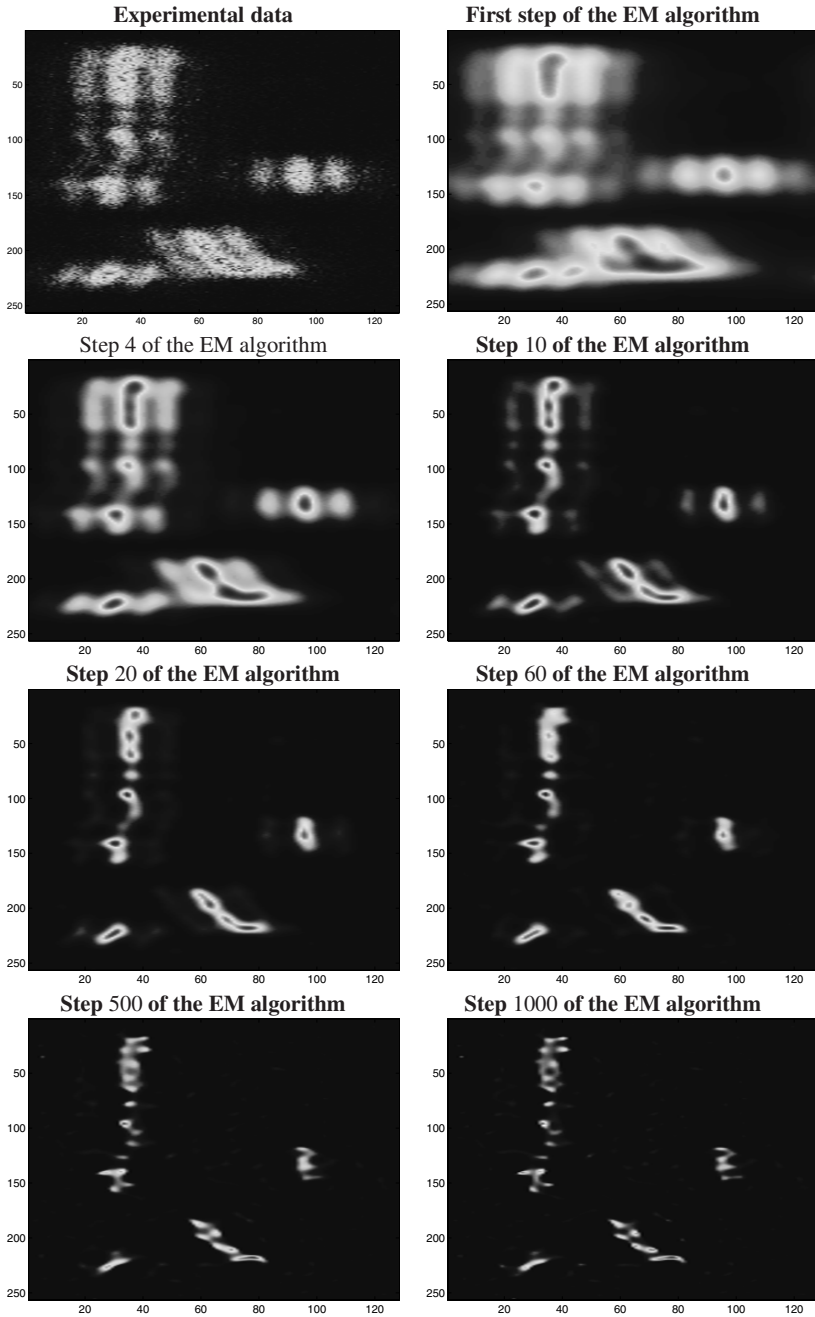 Experimental data
First step of the EM algorithm
50
100
150
200
250
20 40 60 80 100 120
50
100
150
200
250
20 40 60 80 100 120
Step 4 of the EM algorithm
Step 10 of the EM algorithm
50
100
150
200
250
20 40 60 80 100 120
50
100
150
200
250
20 40 60 80 100 120
Step 20 of the EM algorithm
Step 60 of the EM algorithm
50
100
150
200
250
20 40 60 80 100 120
50
100
150
200
250
20 40 60 80 100 120
Step 500 of the EM algorithm
Step 1000 of the EM algorithm
50
100
150
200
250
20 40 60 80 100 120
50
100
150
200
250
20 40 60 80 100 120